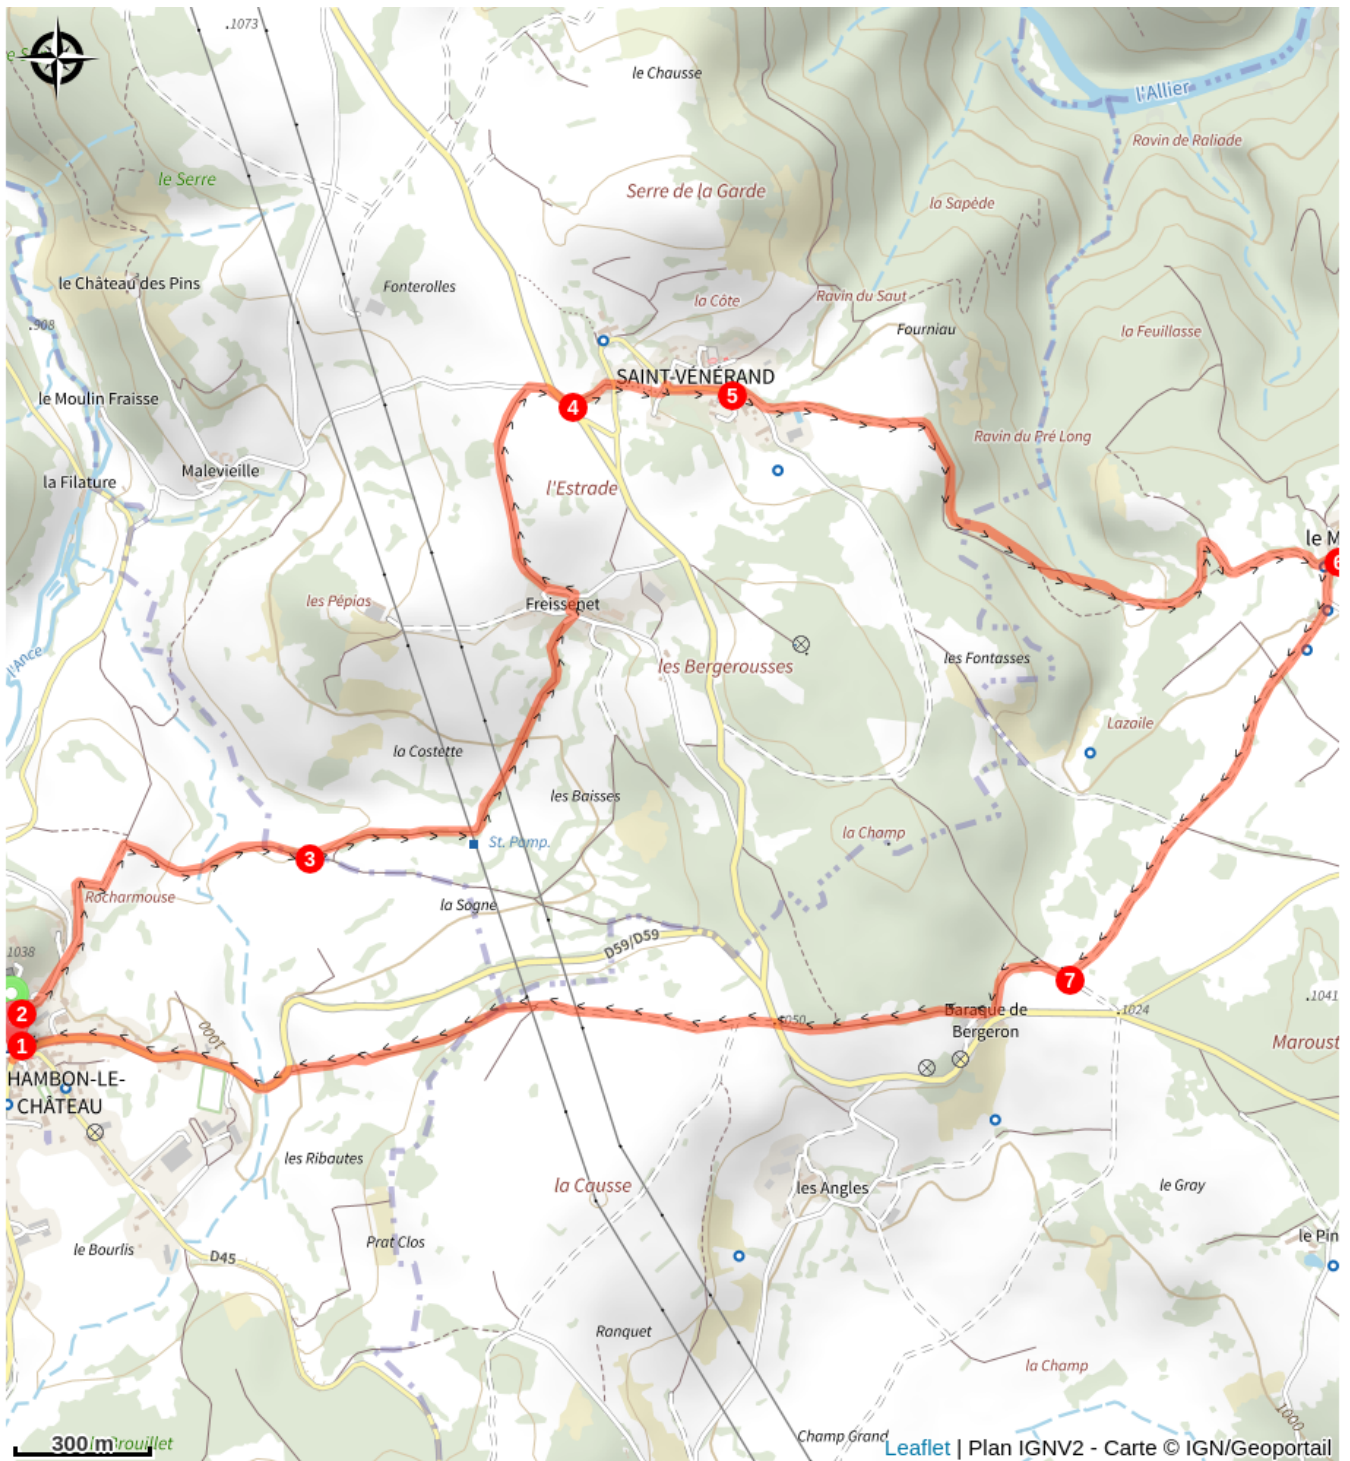 .1073
le Chausse
l'Allier
Ravin de Raliade
le Serre
Serre de la Garde
la Sapède
le Château des Pins
Fonterolles
la Côte
Ravin du Saut
.908
Fourniau
la Feuillasse
SAINT-VÉNÉRAND
le Moulin Fraisse
5
4
Ravin du Pré Long
Malevieille
la Filature
l'Estrade
le M
6
les Pépias
Freissenet
l'Ance
les Bergerousses
les Fontasses
Lazaile
la Costette
les Baisses
la Champ
St. Pomp.
3
Rocharmouse
la Sogne
1038
D59/D59
7
.1041
2
1050
Baraque de
Bergeron
1024
1000
1
Maroust
HAMBON-LE-
CHÂTEAU
les Ribautes
la Causse
les Angles
le Gray
le Bourlis
D45
Prat Clos
le Pin
Ranquet
la Champ
1000
Champ Grand
300 m
Brouillet
Leaflet | Plan IGNV2 - Carte © IGN/Geoportail